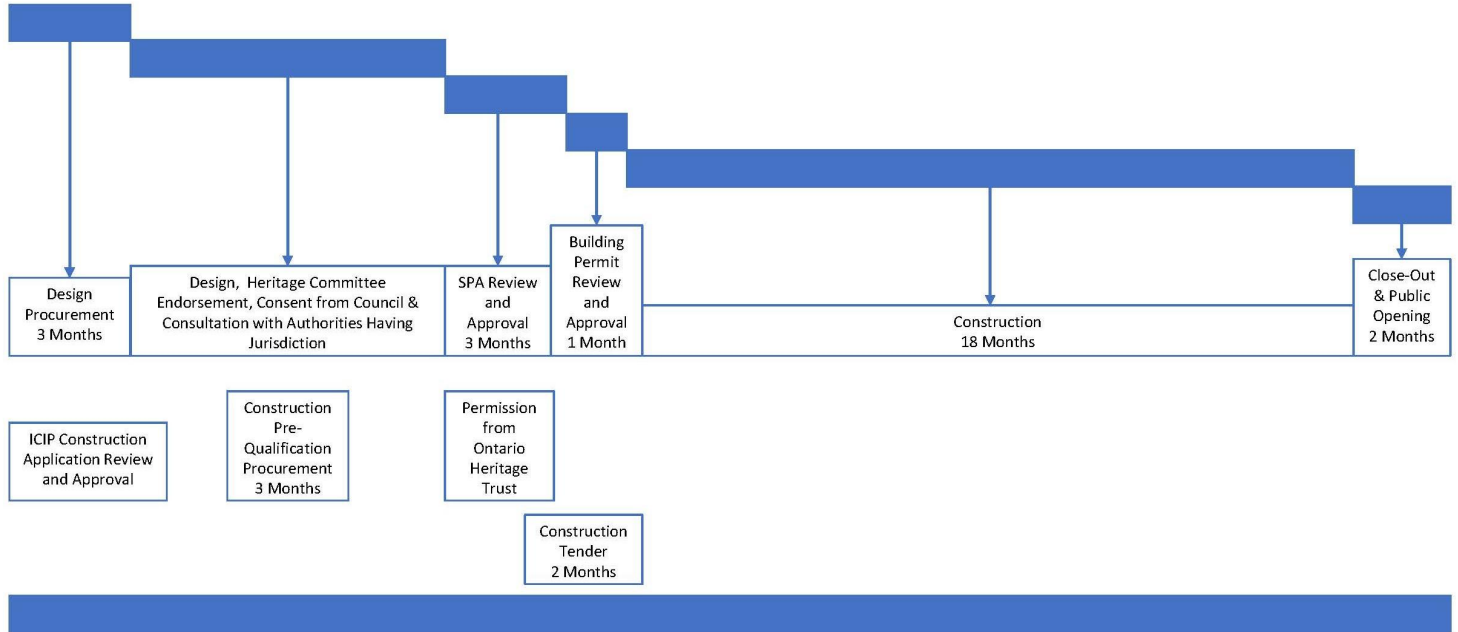 Design
Procurement
3 Months
Design, Heritage Committee
Endorsement, Consent from Council &
Consultation with Authorities Having
Jurisdiction
SPA Review
and
Approval
3 Months
Building
Permit
Review
and
Approval
1 Month
Construction
18 Months
Close-Out
& Public
Opening
2 Months
ICIP Construction
Application Review
and Approval
Construction
Pre-
Qualification
Procurement
3 Months
Permission
from
Ontario
Heritage
Trust
Construction
Tender
2 Months